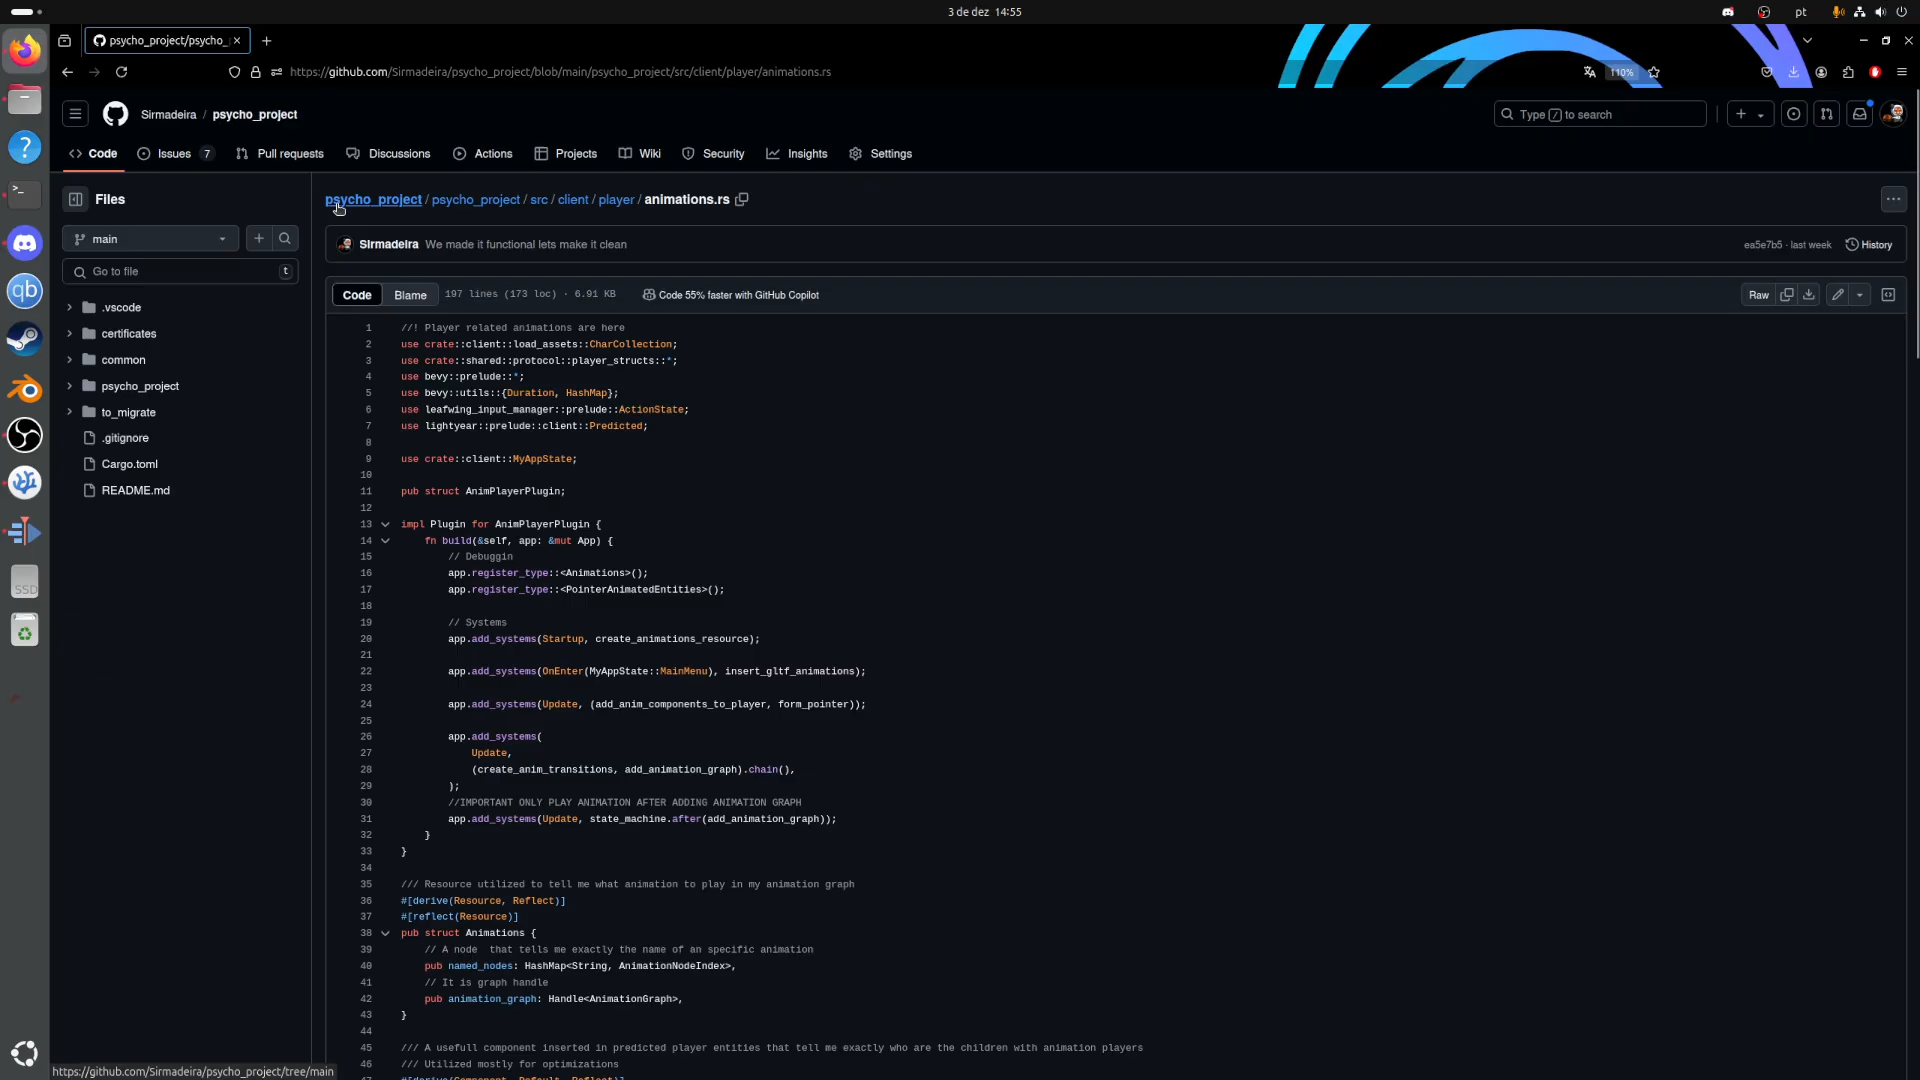 3 de dez 14:55
pt
psycho_project/psycho_
https://github.com/Sirmadeira/psycho_project/blob/main/psycho_project/src/client/player/animations.rs
110%
Sirmadeira / psycho_project
Type / to search
Code
Issues 7
Pull requests
Discussions
Actions
Projects
Wiki
Security
Insights
Settings
Files
psycho_project / psycho_project / src / client / player / animations.rs
main
Sirmadeira We made it functional lets make it clean
ea5e7b5 · last week
History
Go to file t
Code Blame 197 lines (173 loc) · 6.91 KB Code 55% faster with GitHub Copilot
Raw
.vscode
certificates
common
psycho_project
to_migrate
.gitignore
Cargo.toml
README.md
1 //! Player related animations are here
2 use crate::client::load_assets::CharCollection;
3 use crate::shared::protocol::player_structs::*;
4 use bevy::prelude::*;
5 use bevy::utils::{Duration, HashMap};
6 use leafwing_input_manager::prelude::ActionState;
7 use lightyear::prelude::client::Predicted;
8
9 use crate::client::MyAppState;
10
11 pub struct AnimPlayerPlugin;
12
13 impl Plugin for AnimPlayerPlugin {
14 fn build(&self, app: &mut App) {
15 // Debuggin
16 app.register_type::<Animations>();
17 app.register_type::<PointerAnimatedEntities>();
18
19 // Systems
20 app.add_systems(Startup, create_animations_resource);
21
22 app.add_systems(OnEnter(MyAppState::MainMenu), insert_gltf_animations);
23
24 app.add_systems(Update, (add_anim_components_to_player, form_pointer));
25
26 app.add_systems(
27 Update,
28 (create_anim_transitions, add_animation_graph).chain(),
29 );
30 //IMPORTANT ONLY PLAY ANIMATION AFTER ADDING ANIMATION GRAPH
31 app.add_systems(Update, state_machine.after(add_animation_graph));
32 }
33 }
34
35 /// Resource utilized to tell me what animation to play in my animation graph
36 #[derive(Resource, Reflect)]
37 #[reflect(Resource)]
38 pub struct Animations {
39 // A node  that tells me exactly the name of an specific animation
40 pub named_nodes: HashMap<String, AnimationNodeIndex>,
41 // It is graph handle
42 pub animation_graph: Handle<AnimationGraph>,
43 }
44
45 /// A usefull component inserted in predicted player entities that tell me exactly who are the children with animation players
46 /// Utilized mostly for optimizations
47 #[derive(Component, Default, Reflect)]
qb
SSD
https://github.com/Sirmadeira/psycho_project/tree/main